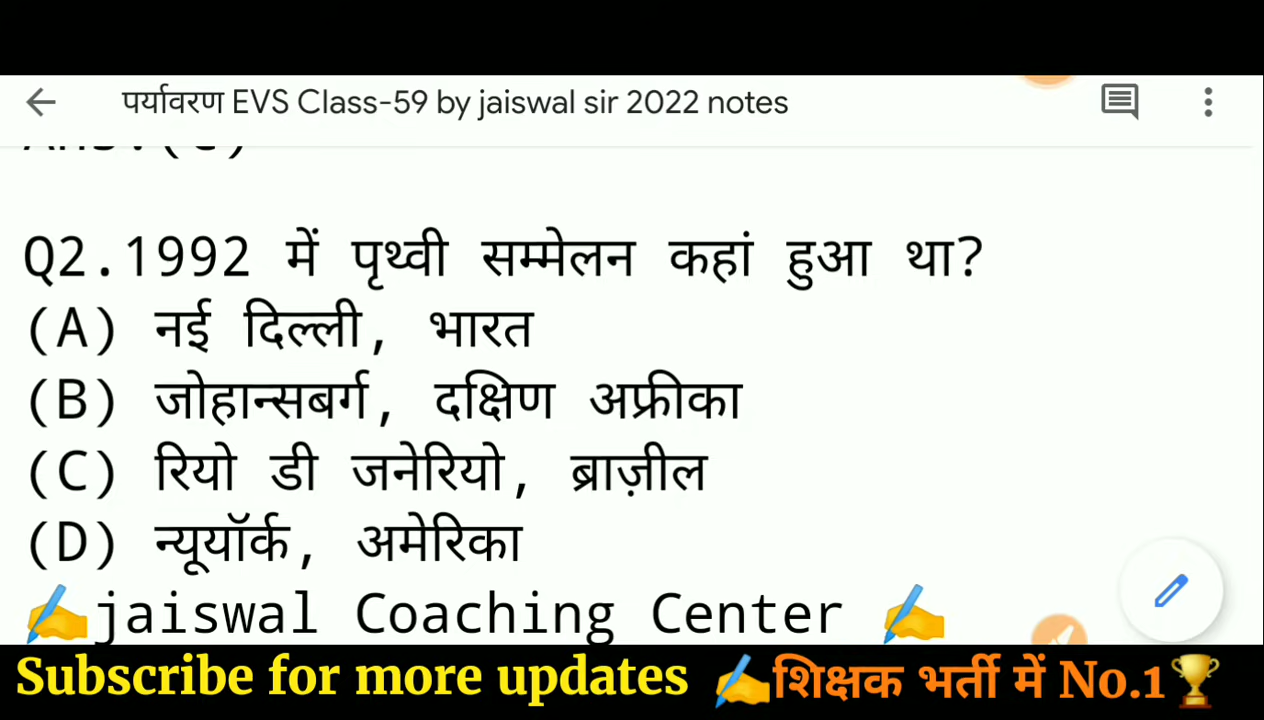 पर्यावरण EVS Class-59 by jaiswal sir 2022 notes
Q2.1992 में पृथ्वी सम्मेलन कहां हुआ था?
(A) नई दिल्ली, भारत
(B) जोहान्सबर्ग, दक्षिण अफ्रीका
(C) रियो डी जनेरियो, ब्राज़ील
(D) न्यूयॉर्क, अमेरिका
✍️jaiswal Coaching Center ✍️
Subscribe for more updates ✍️शिक्षक भर्ती में No.1🏆